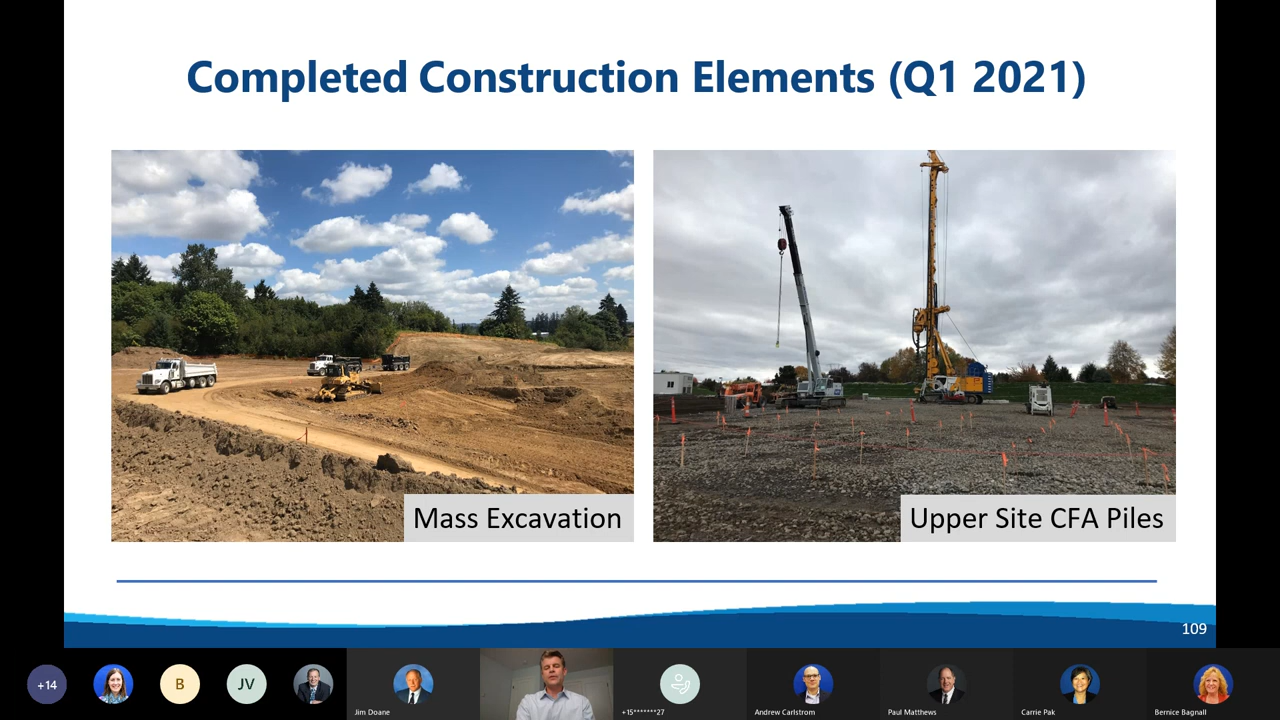 Completed Construction Elements (Q1 2021)
Mass Excavation
Upper Site CFA Piles
109
+14
B
JV
Jim Doane
+15*******27
Andrew Carlstrom
Paul Matthews
Carrie Pak
Bernice Bagnall